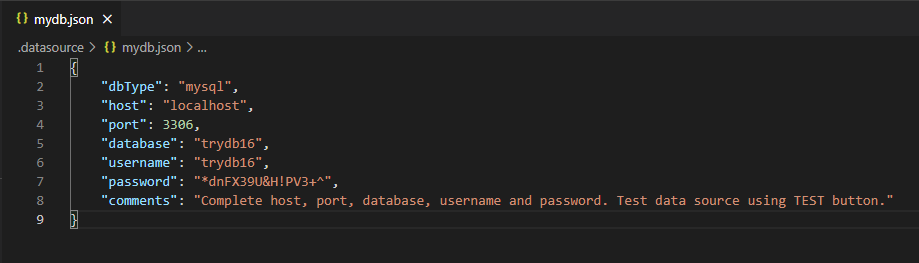 {} mydb.json ×
.datasource > {} mydb.json > ...
1 {
2 "dbType": "mysql",
3 "host": "localhost",
4 "port": 3306,
5 "database": "trydb16",
6 "username": "trydb16",
7 "password": "*dnFX39U&H!PV3+^",
8 "comments": "Complete host, port, database, username and password. Test data source using TEST button."
9 }